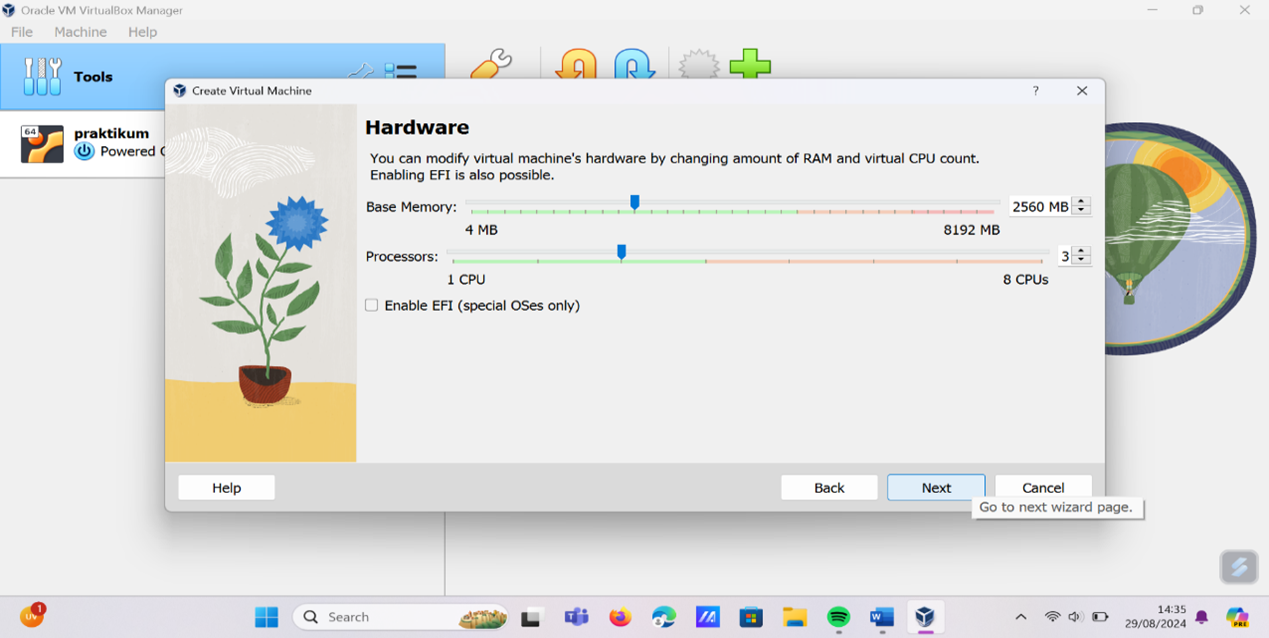 Oracle VM VirtualBox Manager
File Machine Help
Tools
64
praktikum
Powered
Create Virtual Machine
?
Hardware
You can modify virtual machine's hardware by changing amount of RAM and virtual CPU count.
Enabling EFI is also possible.
Base Memory:
2560 MB
4 MB
8192 MB
Processors:
3
1 CPU
8 CPUs
Enable EFI (special OSes only)
Help
Back
Next
Cancel
Go to next wizard page.
1
UV
Search
14:35
29/08/2024
PRE